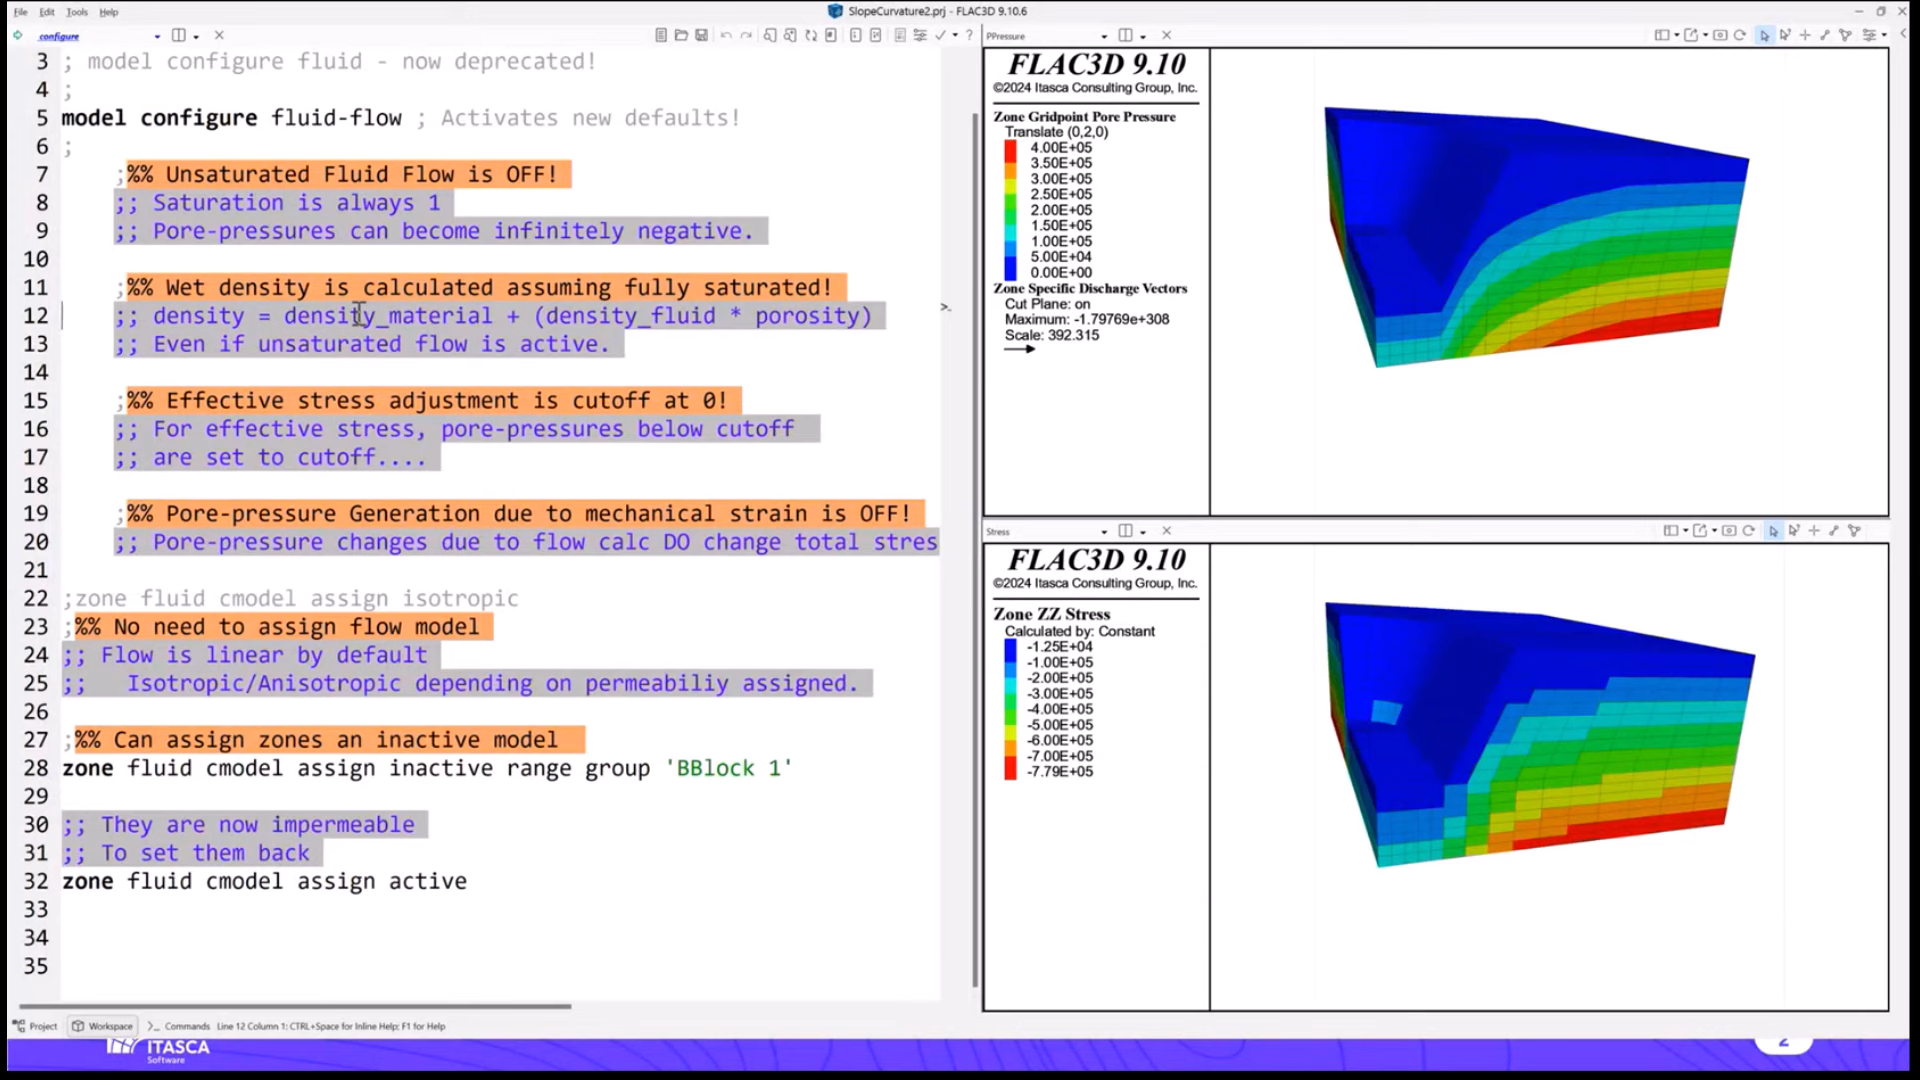 File Edit Tools Help
SlopeCurvature2.prj - FLAC3D 9.10.6
configure
3 ; model configure fluid - now deprecated!
4 ;
5 model configure fluid-flow ; Activates new defaults!
6 ;
7 ;%% Unsaturated Fluid Flow is OFF!
8 ;; Saturation is always 1
9 ;; Pore-pressures can become infinitely negative.
10
11 ;%% Wet density is calculated assuming fully saturated!
12 ;; density = density_material + (density_fluid * porosity)
13 ;; Even if unsaturated flow is active.
14
15 ;%% Effective stress adjustment is cutoff at 0!
16 ;; For effective stress, pore-pressures below cutoff
17 ;; are set to cutoff....
18
19 ;%% Pore-pressure Generation due to mechanical strain is OFF!
20 ;; Pore-pressure changes due to flow calc DO change total stres
21
22 ;zone fluid cmodel assign isotropic
23 ;%% No need to assign flow model
24 ;; Flow is linear by default
25 ;; Isotropic/Anisotropic depending on permeabiliy assigned.
26
27 ;%% Can assign zones an inactive model
28 zone fluid cmodel assign inactive range group 'BBlock 1'
29
30 ;; They are now impermeable
31 ;; To set them back
32 zone fluid cmodel assign active
33
34
35
Project Workspace Commands Line 12 Column 1: CTRL+Space for Inline Help: F1 for Help
PPressure
FLAC3D 9.10
©2024 Itasca Consulting Group, Inc.
Zone Gridpoint Pore Pressure
Translate (0,2,0)
4.00E+05
3.50E+05
3.00E+05
2.50E+05
2.00E+05
1.50E+05
1.00E+05
5.00E+04
0.00E+00
Zone Specific Discharge Vectors
Cut Plane: on
Maximum: -1.79769e+308
Scale: 392.315
Stress
FLAC3D 9.10
©2024 Itasca Consulting Group, Inc.
Zone ZZ Stress
Calculated by: Constant
-1.25E+04
-1.00E+05
-2.00E+05
-3.00E+05
-4.00E+05
-5.00E+05
-6.00E+05
-7.00E+05
-7.79E+05
ITASCA
Software
2